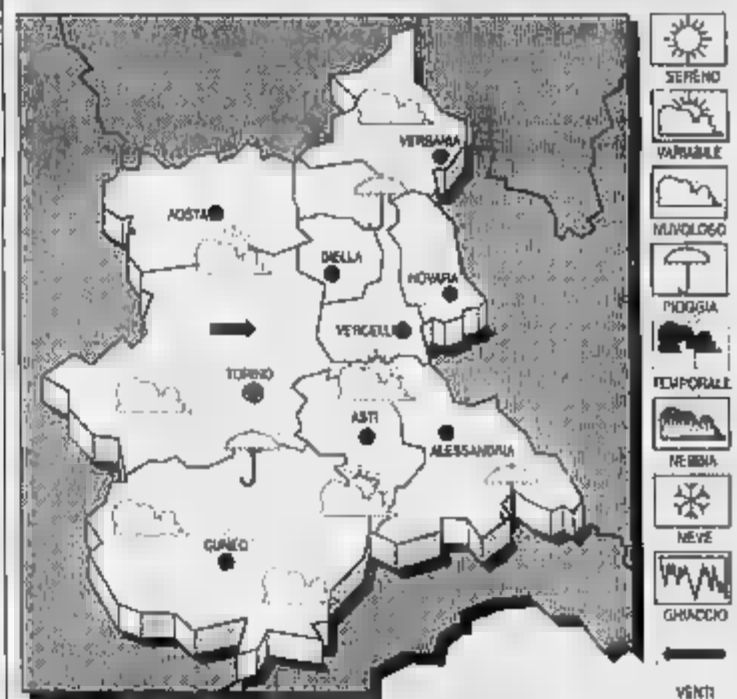 VERBANIA
AOSTA
BIELLA
NOVARA
VERCELLI
TORINO
ASTI
ALESSANDRIA
CUNEO
SERENO
VARIABILE
NUVOLOSO
PIOGGIA
TEMPORALE
NEBBIA
NEVE
GHIACCIO
VENTI